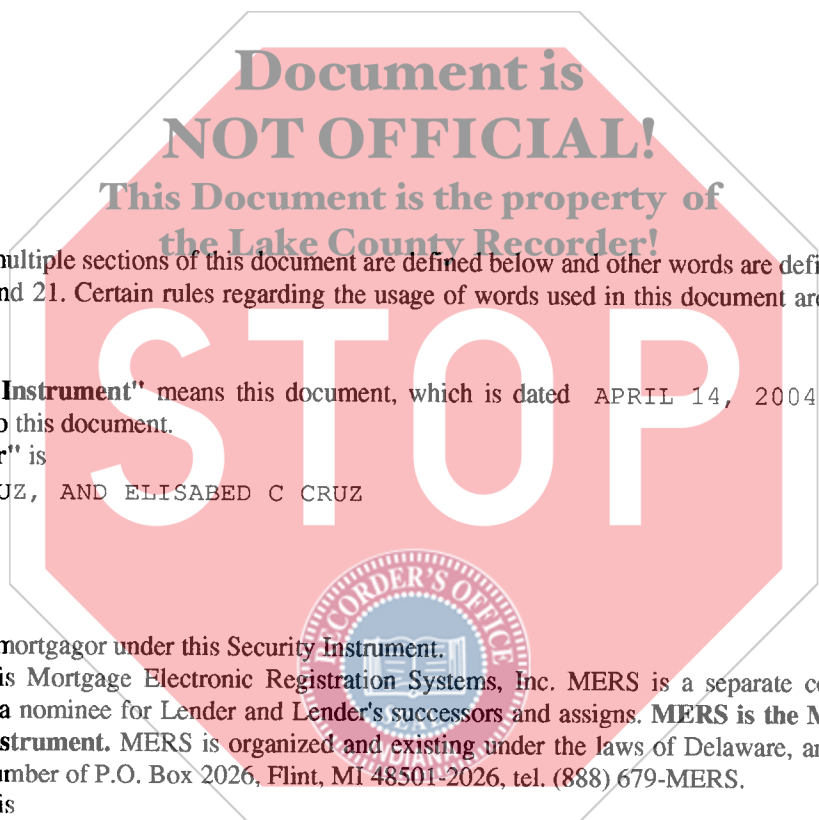 Document is
NOT OFFICIAL!
This Document is the property of
the Lake County Recorder!
multiple sections of this document are defined below and other words are defi
nd 21. Certain rules regarding the usage of words used in this document are
STOP
Instrument" means this document, which is dated APRIL 14, 2004
o this document.
r" is
UZ, AND ELISABED C CRUZ
RECORDER'S OFFICE
mortgagor under this Security Instrument.
is Mortgage Electronic Registration Systems, Inc. MERS is a separate co
a nominee for Lender and Lender's successors and assigns. MERS is the M
strument. MERS is organized and existing under the laws of Delaware, an
umber of P.O. Box 2026, Flint, MI 48501-2026, tel. (888) 679-MERS.
SEAL
INDIANA
is